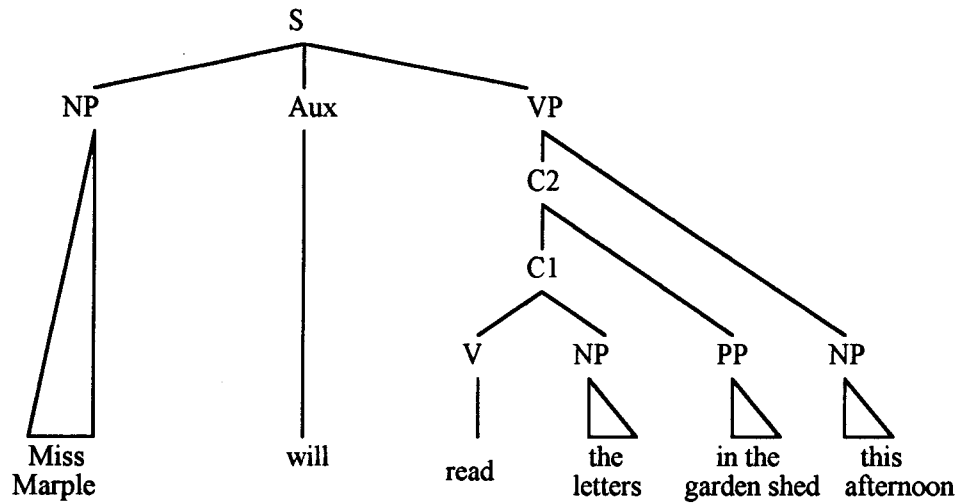 S
NP Aux VP
C2
C1
V NP PP NP
Miss will read the in the this
Marple letters garden shed afternoon